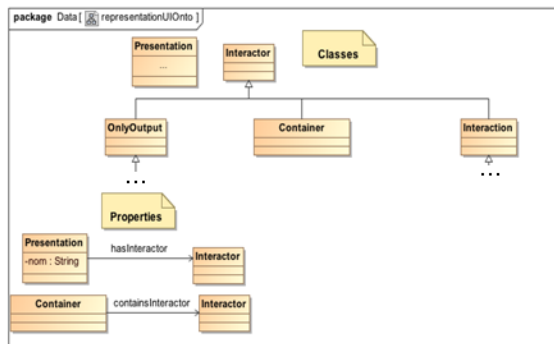 package Data [ representationUIOnto ]
Presentation
...
Interactor
Classes
OnlyOutput
Container
Interaction
...
...
Properties
Presentation
-nom : String
hasInteractor
Interactor
Container
containsInteractor
Interactor